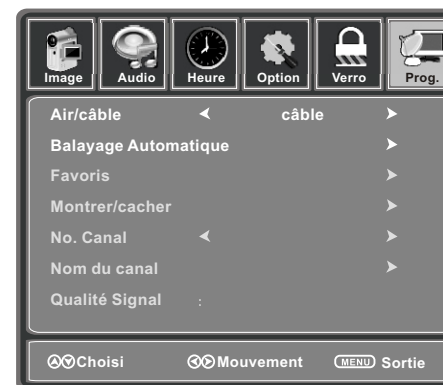 Image Audio Heure Option Verro Prog.
Air/câble câble
Balayage Automatique
Favoris
Montrer/cacher
No. Canal
Nom du canal
Qualité Signal :
Choisi Mouvement MENU Sortie